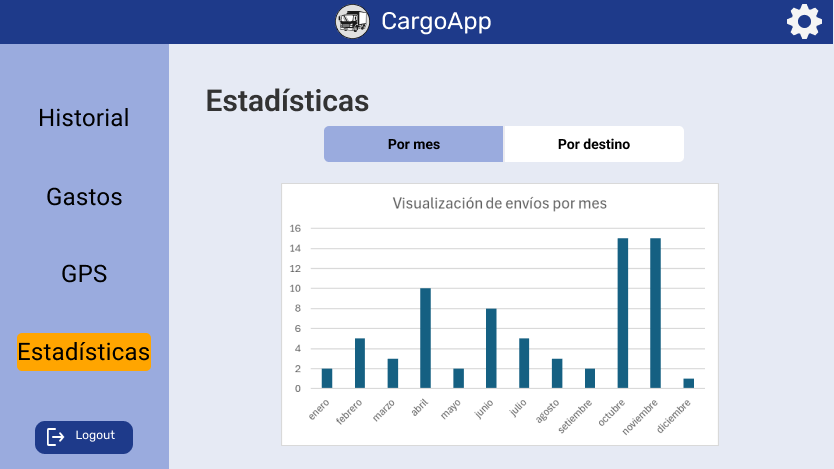 CargoApp
Historial
Gastos
GPS
Estadísticas
Logout
Estadísticas
Por mes
Por destino
Visualización de envíos por mes
16
14
12
10
8
6
4
2
0
enero
febrero
marzo
abril
mayo
junio
julio
agosto
setiembre
octubre
noviembre
diciembre